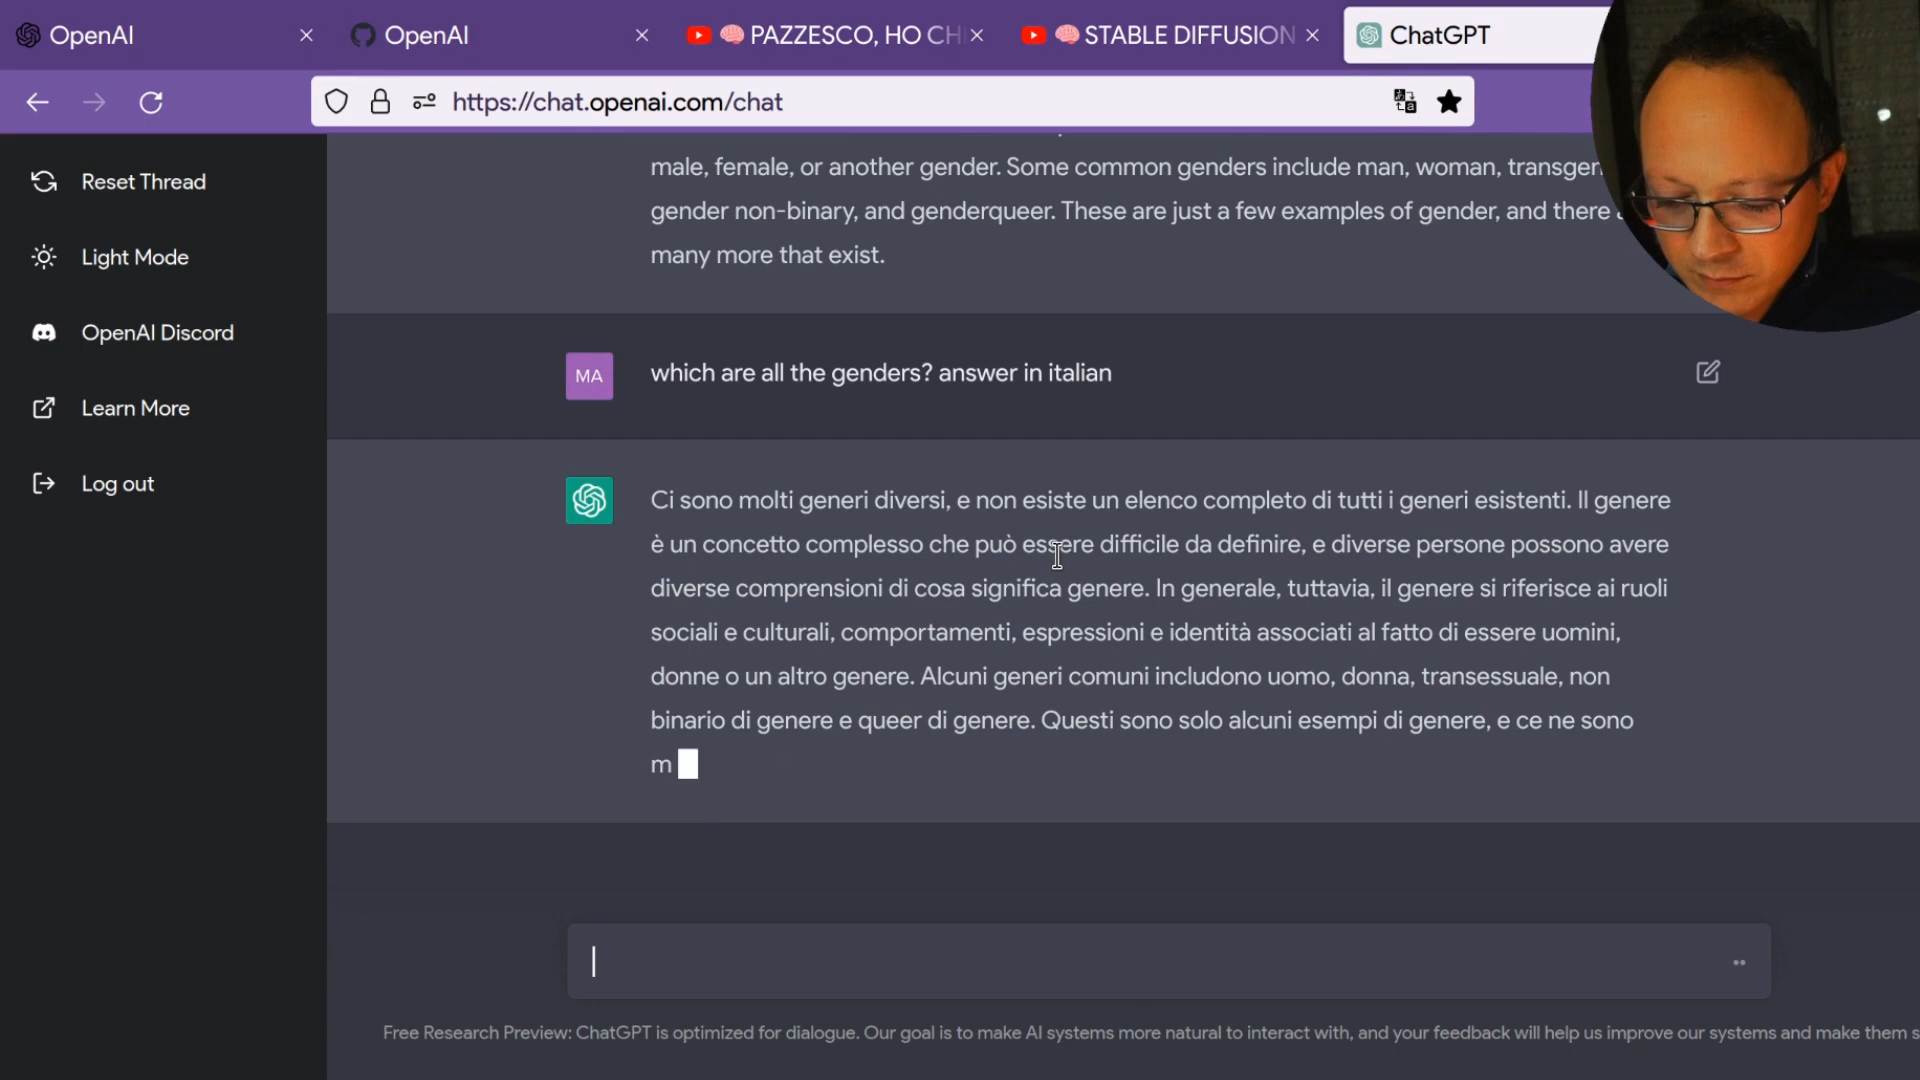 OpenAI
OpenAI
PAZZESCO, HO CH
STABLE DIFFUSION
ChatGPT
https://chat.openai.com/chat
Reset Thread
Light Mode
OpenAI Discord
Learn More
Log out
male, female, or another gender. Some common genders include man, woman, transgen
gender non-binary, and genderqueer. These are just a few examples of gender, and there
many more that exist.
MA
which are all the genders? answer in italian
Ci sono molti generi diversi, e non esiste un elenco completo di tutti i generi esistenti. Il genere
è un concetto complesso che può essere difficile da definire, e diverse persone possono avere
diverse comprensioni di cosa significa genere. In generale, tuttavia, il genere si riferisce ai ruoli
sociali e culturali, comportamenti, espressioni e identità associati al fatto di essere uomini,
donne o un altro genere. Alcuni generi comuni includono uomo, donna, transessuale, non
binario di genere e queer di genere. Questi sono solo alcuni esempi di genere, e ce ne sono
m
Free Research Preview: ChatGPT is optimized for dialogue. Our goal is to make AI systems more natural to interact with, and your feedback will help us improve our systems and make them s